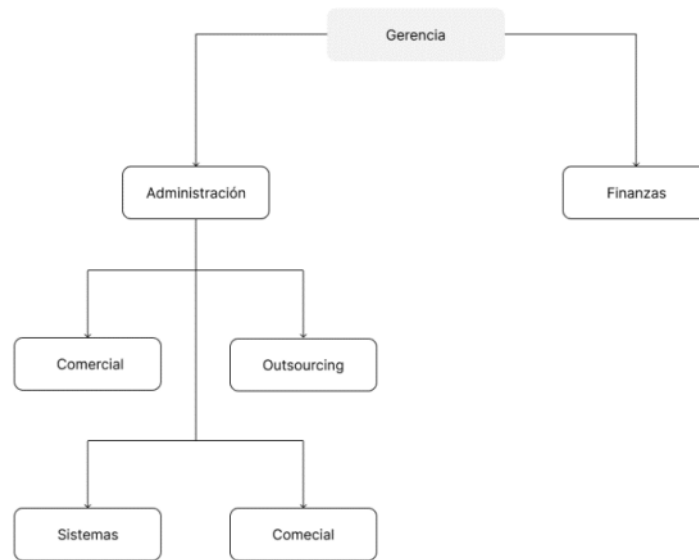 Gerencia
Administración
Finanzas
Comercial
Outsourcing
Sistemas
Comecial